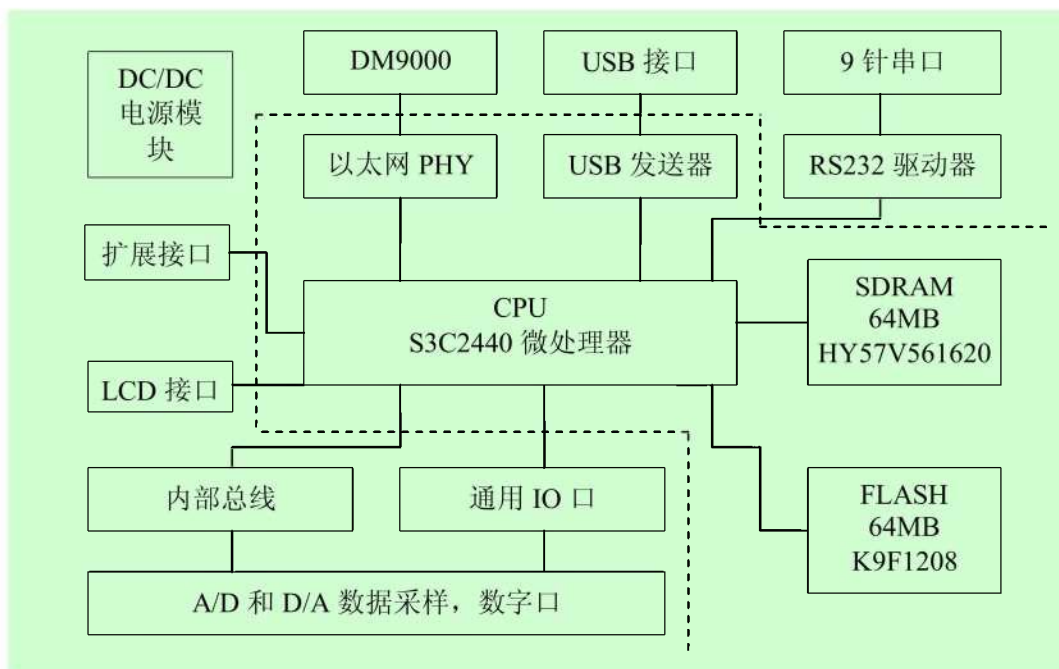 DC/DC
电源模
块
DM9000
USB 接口
9 针串口
以太网 PHY
USB 发送器
RS232 驱动器
扩展接口
CPU
S3C2440 微处理器
SDRAM
64MB
HY57V561620
LCD 接口
内部总线
通用 IO 口
FLASH
64MB
K9F1208
A/D 和 D/A 数据采样，数字口